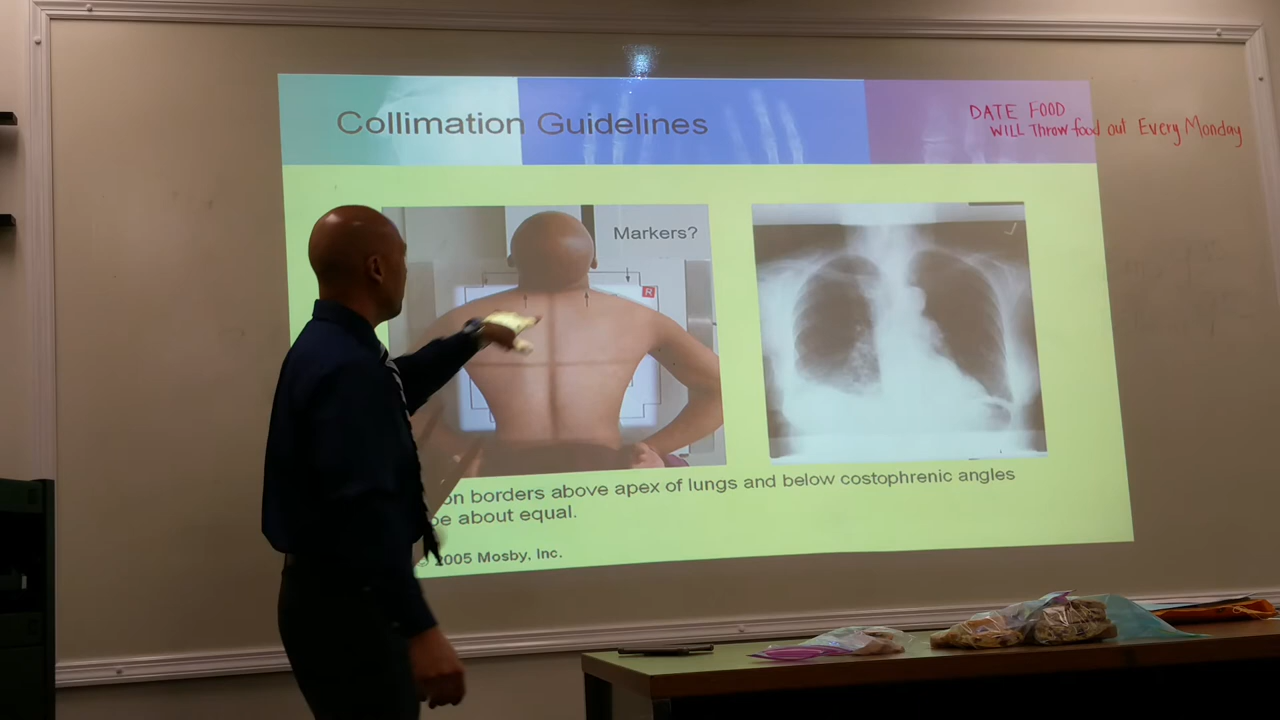 Collimation Guidelines
DATE FOOD
WILL Throw food out Every Monday
Markers?
R
on borders above apex of lungs and below costophrenic angles
be about equal.
© 2005 Mosby, Inc.